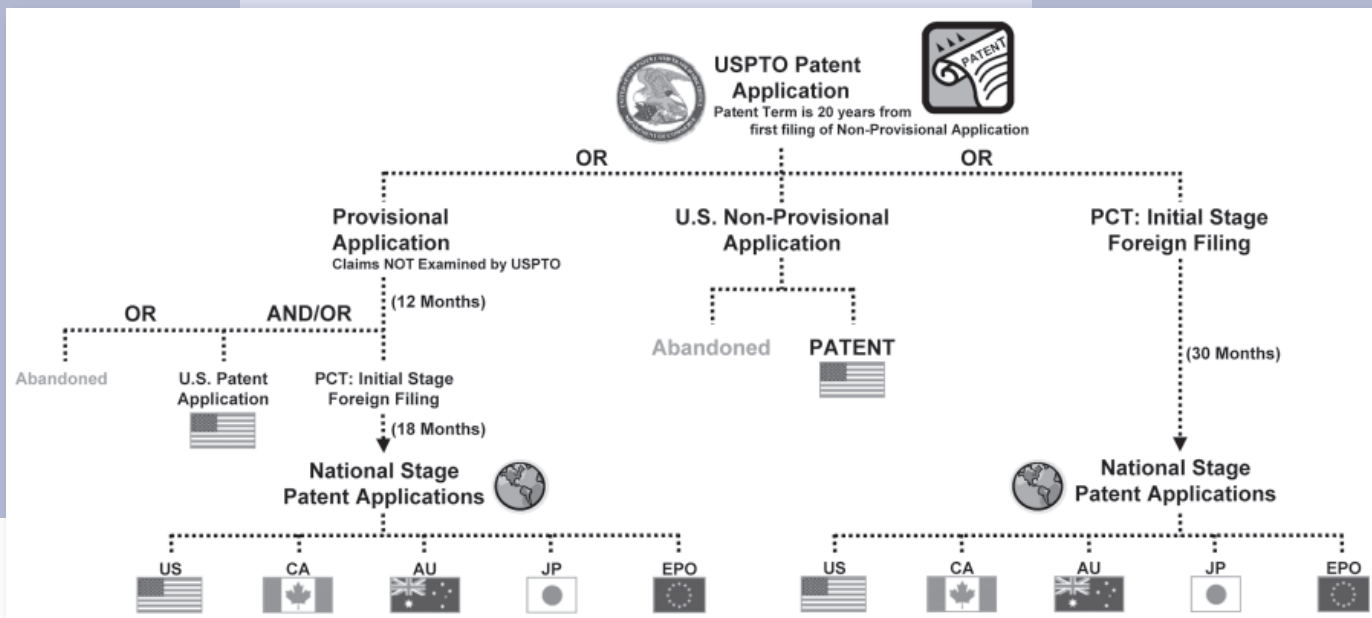 USPTO Patent
Application
Patent Term is 20 years from
first filing of Non-Provisional Application
PATENT
OR
OR
Provisional
Application
Claims NOT Examined by USPTO
U.S. Non-Provisional
Application
PCT: Initial Stage
Foreign Filing
(12 Months)
OR
AND/OR
Abandoned
PATENT
(30 Months)
Abandoned
U.S. Patent
Application
PCT: Initial Stage
Foreign Filing
(18 Months)
National Stage
Patent Applications
National Stage
Patent Applications
US
CA
AU
JP
EPO
US
CA
AU
JP
EPO